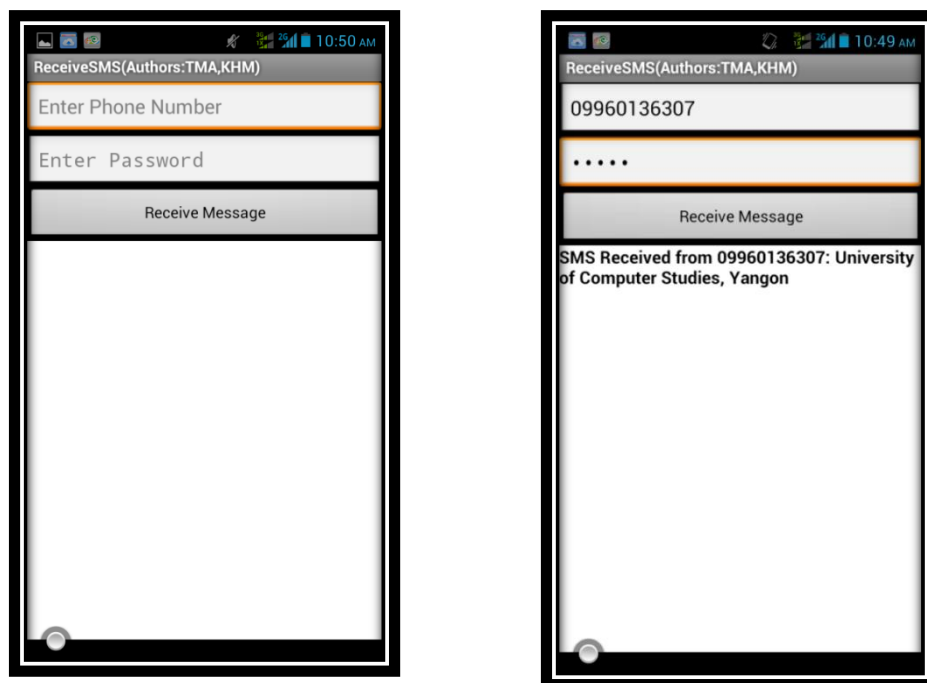 10:50 AM
ReceiveSMS(Authors:TMA,KHM)
Enter Phone Number
Enter Password
Receive Message
10:49 AM
ReceiveSMS(Authors:TMA,KHM)
09960136307
•••••
Receive Message
SMS Received from 09960136307: University
of Computer Studies, Yangon